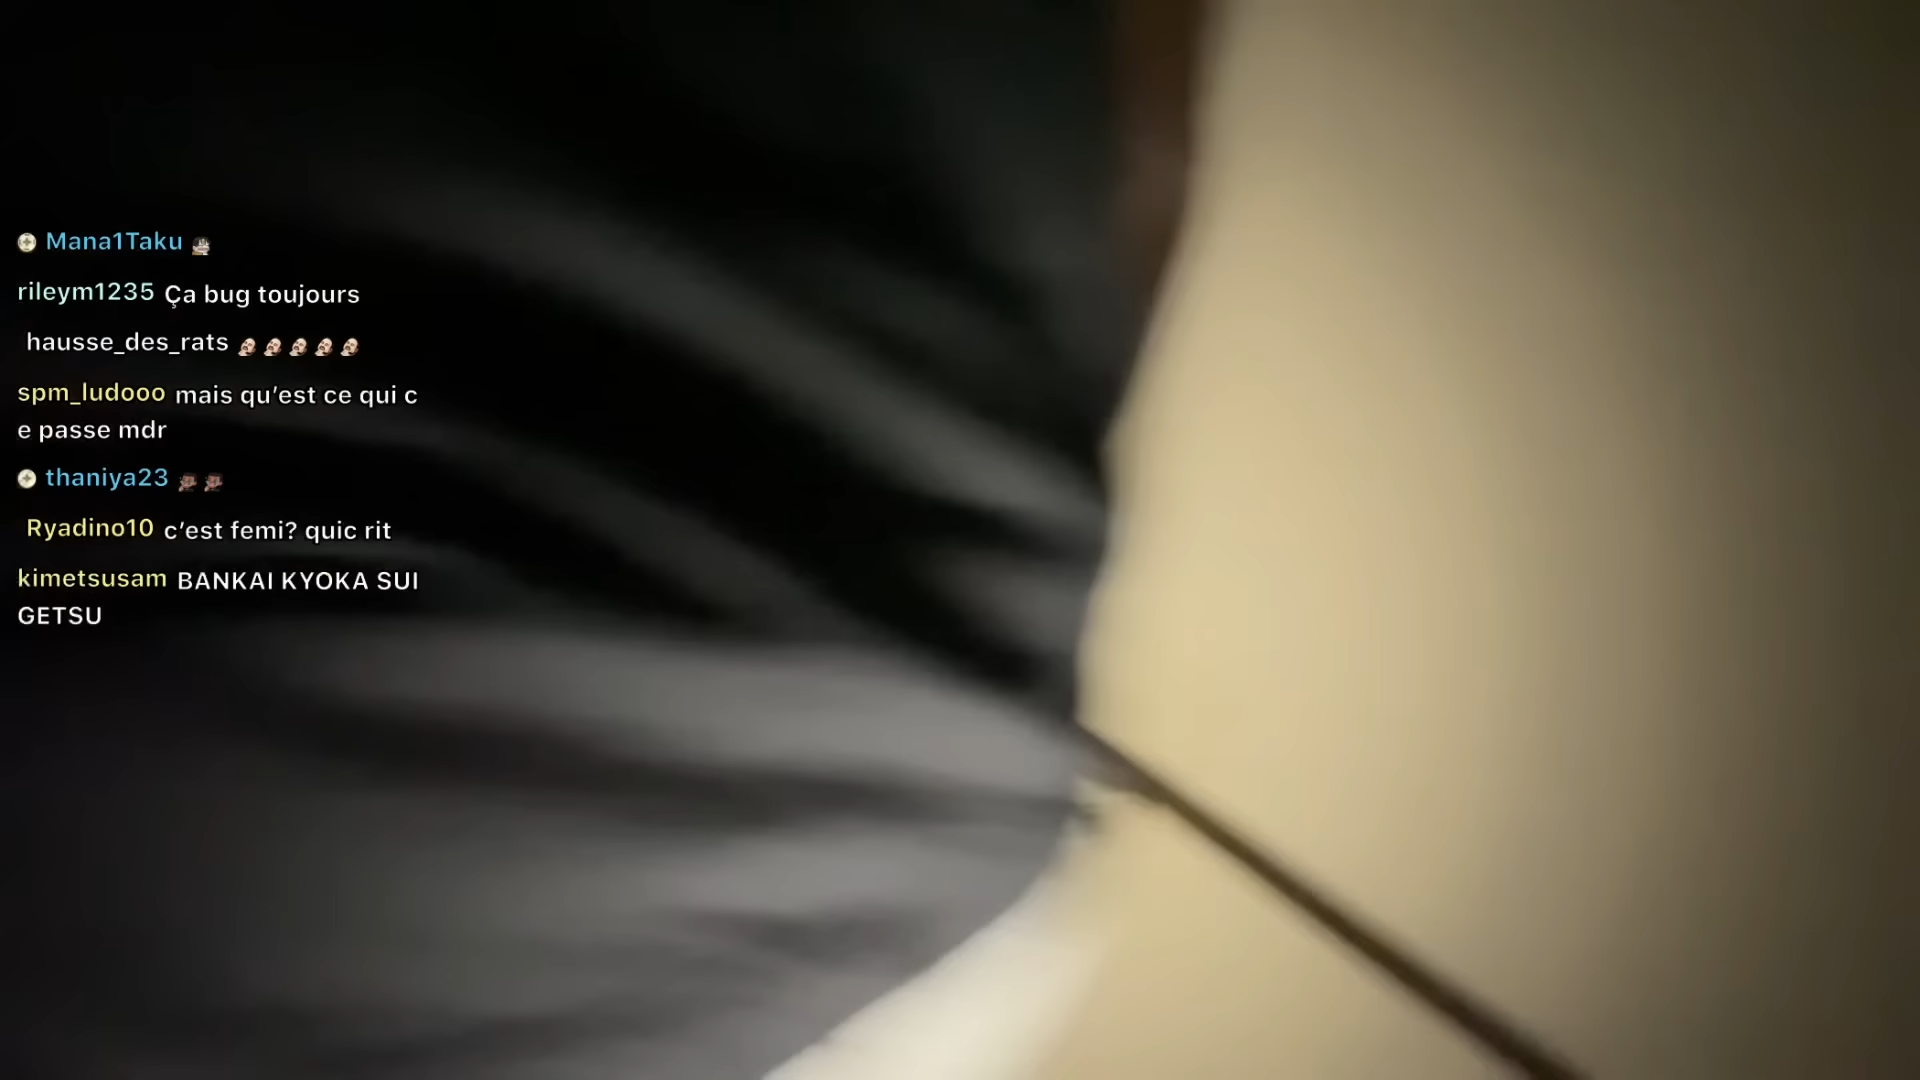 Mana1Taku
rileym1235 Ça bug toujours
hausse_des_rats
spm_ludooo mais qu’est ce qui c
e passe mdr
thaniya23
Ryadino10 c’est femi? quic rit
kimetsusam BANKAI KYOKA SUI
GETSU